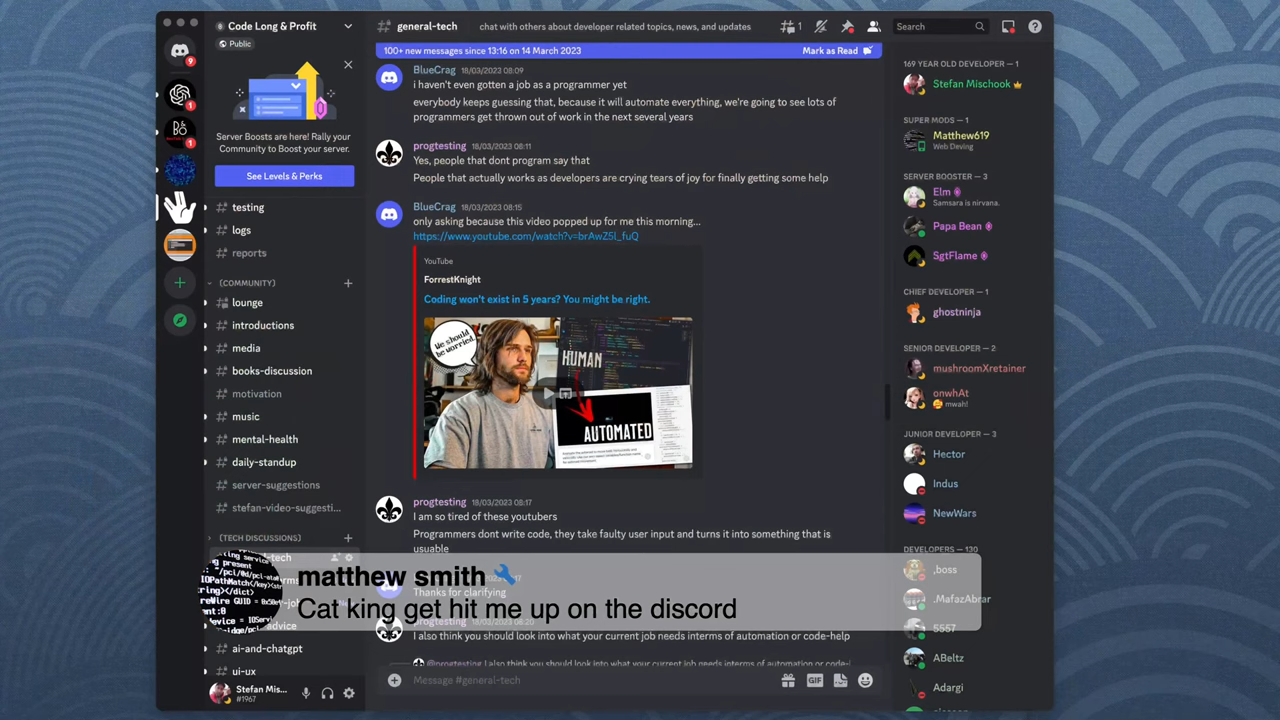 Code Long & Profit
Public
general-tech
chat with others about developer related topics, news, and updates
1
Search
9
1
1
Server Boosts are here! Rally your
Community to Boost your server.
See Levels & Perks
testing
logs
reports
(COMMUNITY)
lounge
introductions
media
books-discussion
motivation
music
mental-health
daily-standup
server-suggestions
stefan-video-suggesti...
(TECH DISCUSSIONS)
ai-and-chatgpt
ui-ux
Stefan Mis...
#1967
100+ new messages since 13:16 on 14 March 2023
Mark as Read
BlueCrag 18/03/2023 08:09
i haven't even gotten a job as a programmer yet
everybody keeps guessing that, because it will automate everything, we're going to see lots of
programmers get thrown out of work in the next several years
progtesting 18/03/2023 08:11
Yes, people that dont program say that
People that actually works as developers are crying tears of joy for finally getting some help
BlueCrag 18/03/2023 08:15
only asking because this video popped up for me this morning...
https://www.youtube.com/watch?v=brAwZ5l_fuQ
YouTube
ForrestKnight
Coding won't exist in 5 years? You might be right.
We should
be worried.
HUMAN
AUTOMATED
progtesting 18/03/2023 08:17
I am so tired of these youtubers
Programmers dont write code, they take faulty user input and turns it into something that is
usuable
Thanks for clarifying
I also think you should look into what your current job needs interms of automation or code-help
@progtesting I also think you should look into what your current job needs interms of automation or code-
Message #general-tech
GIF
matthew smith
Cat king get hit me up on the discord
169 YEAR OLD DEVELOPER — 1
Stefan Mischook
SUPER MODS — 1
Matthew619
Web Deving
SERVER BOOSTER — 3
Elm
Samsara is nirvana.
Papa Bean
SgtFlame
CHIEF DEVELOPER — 1
ghostninja
SENIOR DEVELOPER — 2
mushroomXretainer
onwhAt
mwah!
JUNIOR DEVELOPER — 3
Hector
Indus
NewWars
DEVELOPERS — 130
,boss
.MafazAbrar
5557
ABeltz
Adargi